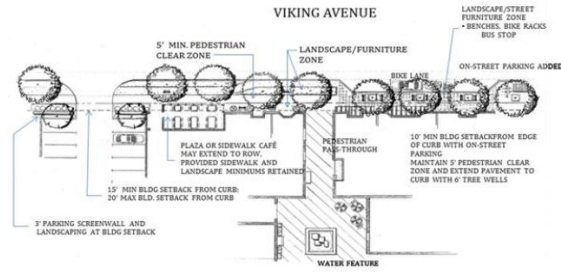 VIKING AVENUE
LANDSCAPE/STREET
FURNITURE ZONE
• BENCHES. BIKE RACKS
BUS STOP
5' MIN. PEDESTRIAN
CLEAR ZONE
LANDSCAPE/FURNITURE
ZONE
ON-STREET PARKING ADDED
BIKE LANE
PLAZA OR SIDEWALK CAFÉ
MAY EXTEND TO ROW.
PROVIDED SIDEWALK AND
LANDSCAPE MINIMUMS RETAINED
PEDESTRIAN
PASS-THROUGH
10' MIN BLDG SETBACKFROM EDGE
OF CURB WITH ON-STREET
PARKING
MAINTAIN 5' PEDESTRIAN CLEAR
ZONE AND EXTEND PAVEMENT TO
CURB WITH 6' TREE WELLS
15' MIN BLDG SETBACK FROM CURB;
20' MAX BLD. SETBACK FROM CURB
3' PARKING SCREENWALL AND
LANDSCAPING AT BLDG SETBACK
WATER FEATURE